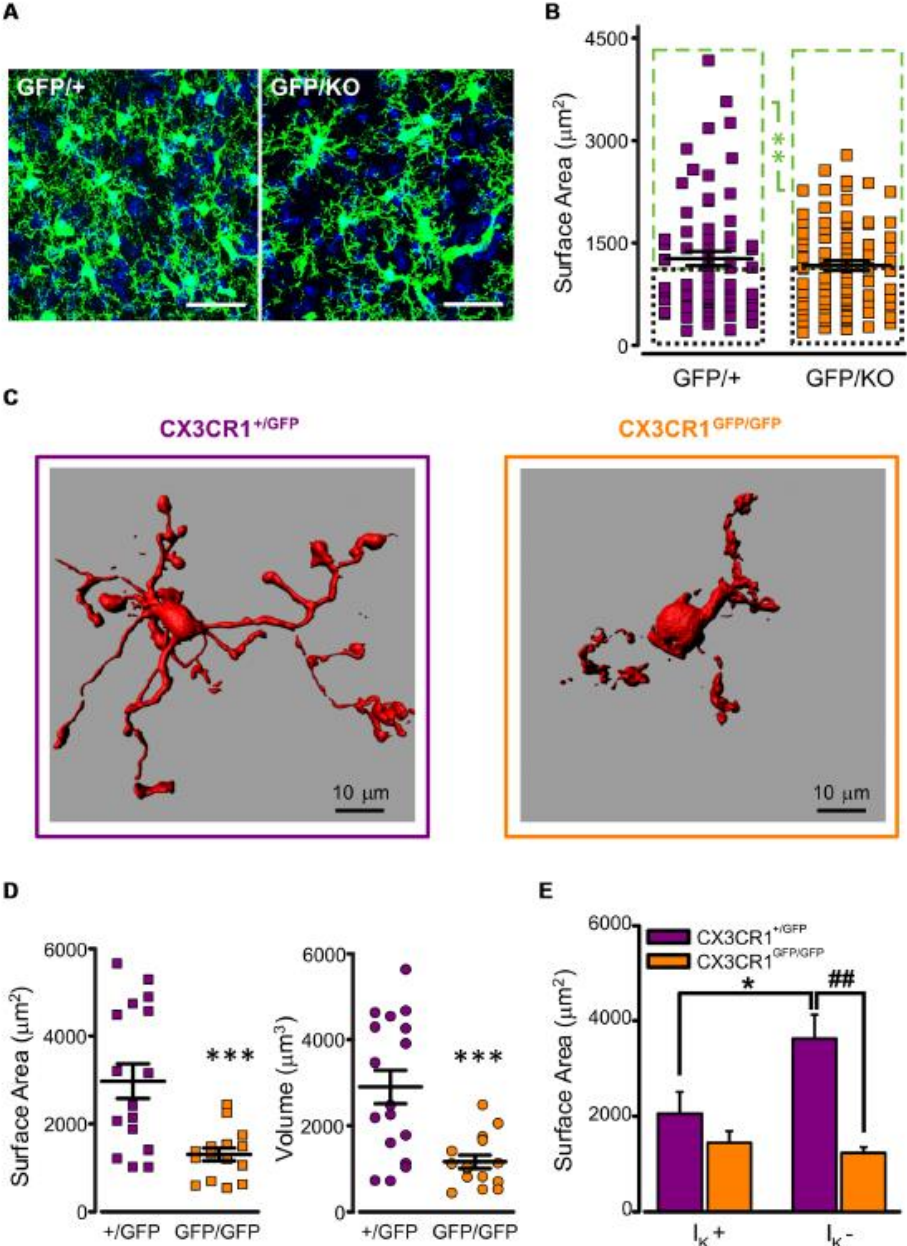 A
GFP/+
GFP/KO
B
Surface Area (μm²)
4500
3000
1500
0
**
GFP/+
GFP/KO
C
CX3CR1+/GFP
CX3CR1GFP/GFP
10 μm
10 μm
D
Surface Area (μm²)
6000
4000
2000
0
***
+/GFP
GFP/GFP
Volume (μm³)
6000
4000
2000
0
***
+/GFP
GFP/GFP
E
Surface Area (μm²)
6000
4000
2000
0
CX3CR1+/GFP
CX3CR1GFP/GFP
*
##
IK+
IK-